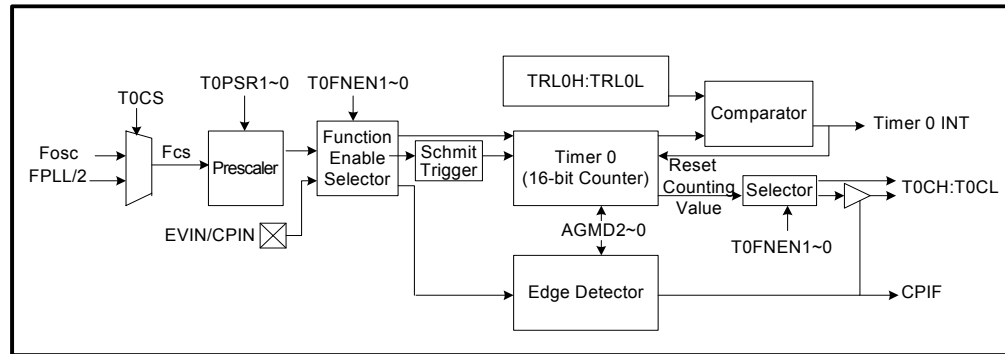 TRL0H:TRL0L
T0PSR1~0
T0FNEN1~0
T0CS
Comparator
Timer 0 INT
Function
Enable
Selector
Fosc
FPLL/2
Fcs
Prescaler
Schmit
Trigger
Timer 0
(16-bit Counter)
Reset
Counting
Value
Selector
T0CH:T0CL
EVIN/CPIN
AGMD2~0
T0FNEN1~0
Edge Detector
CPIF